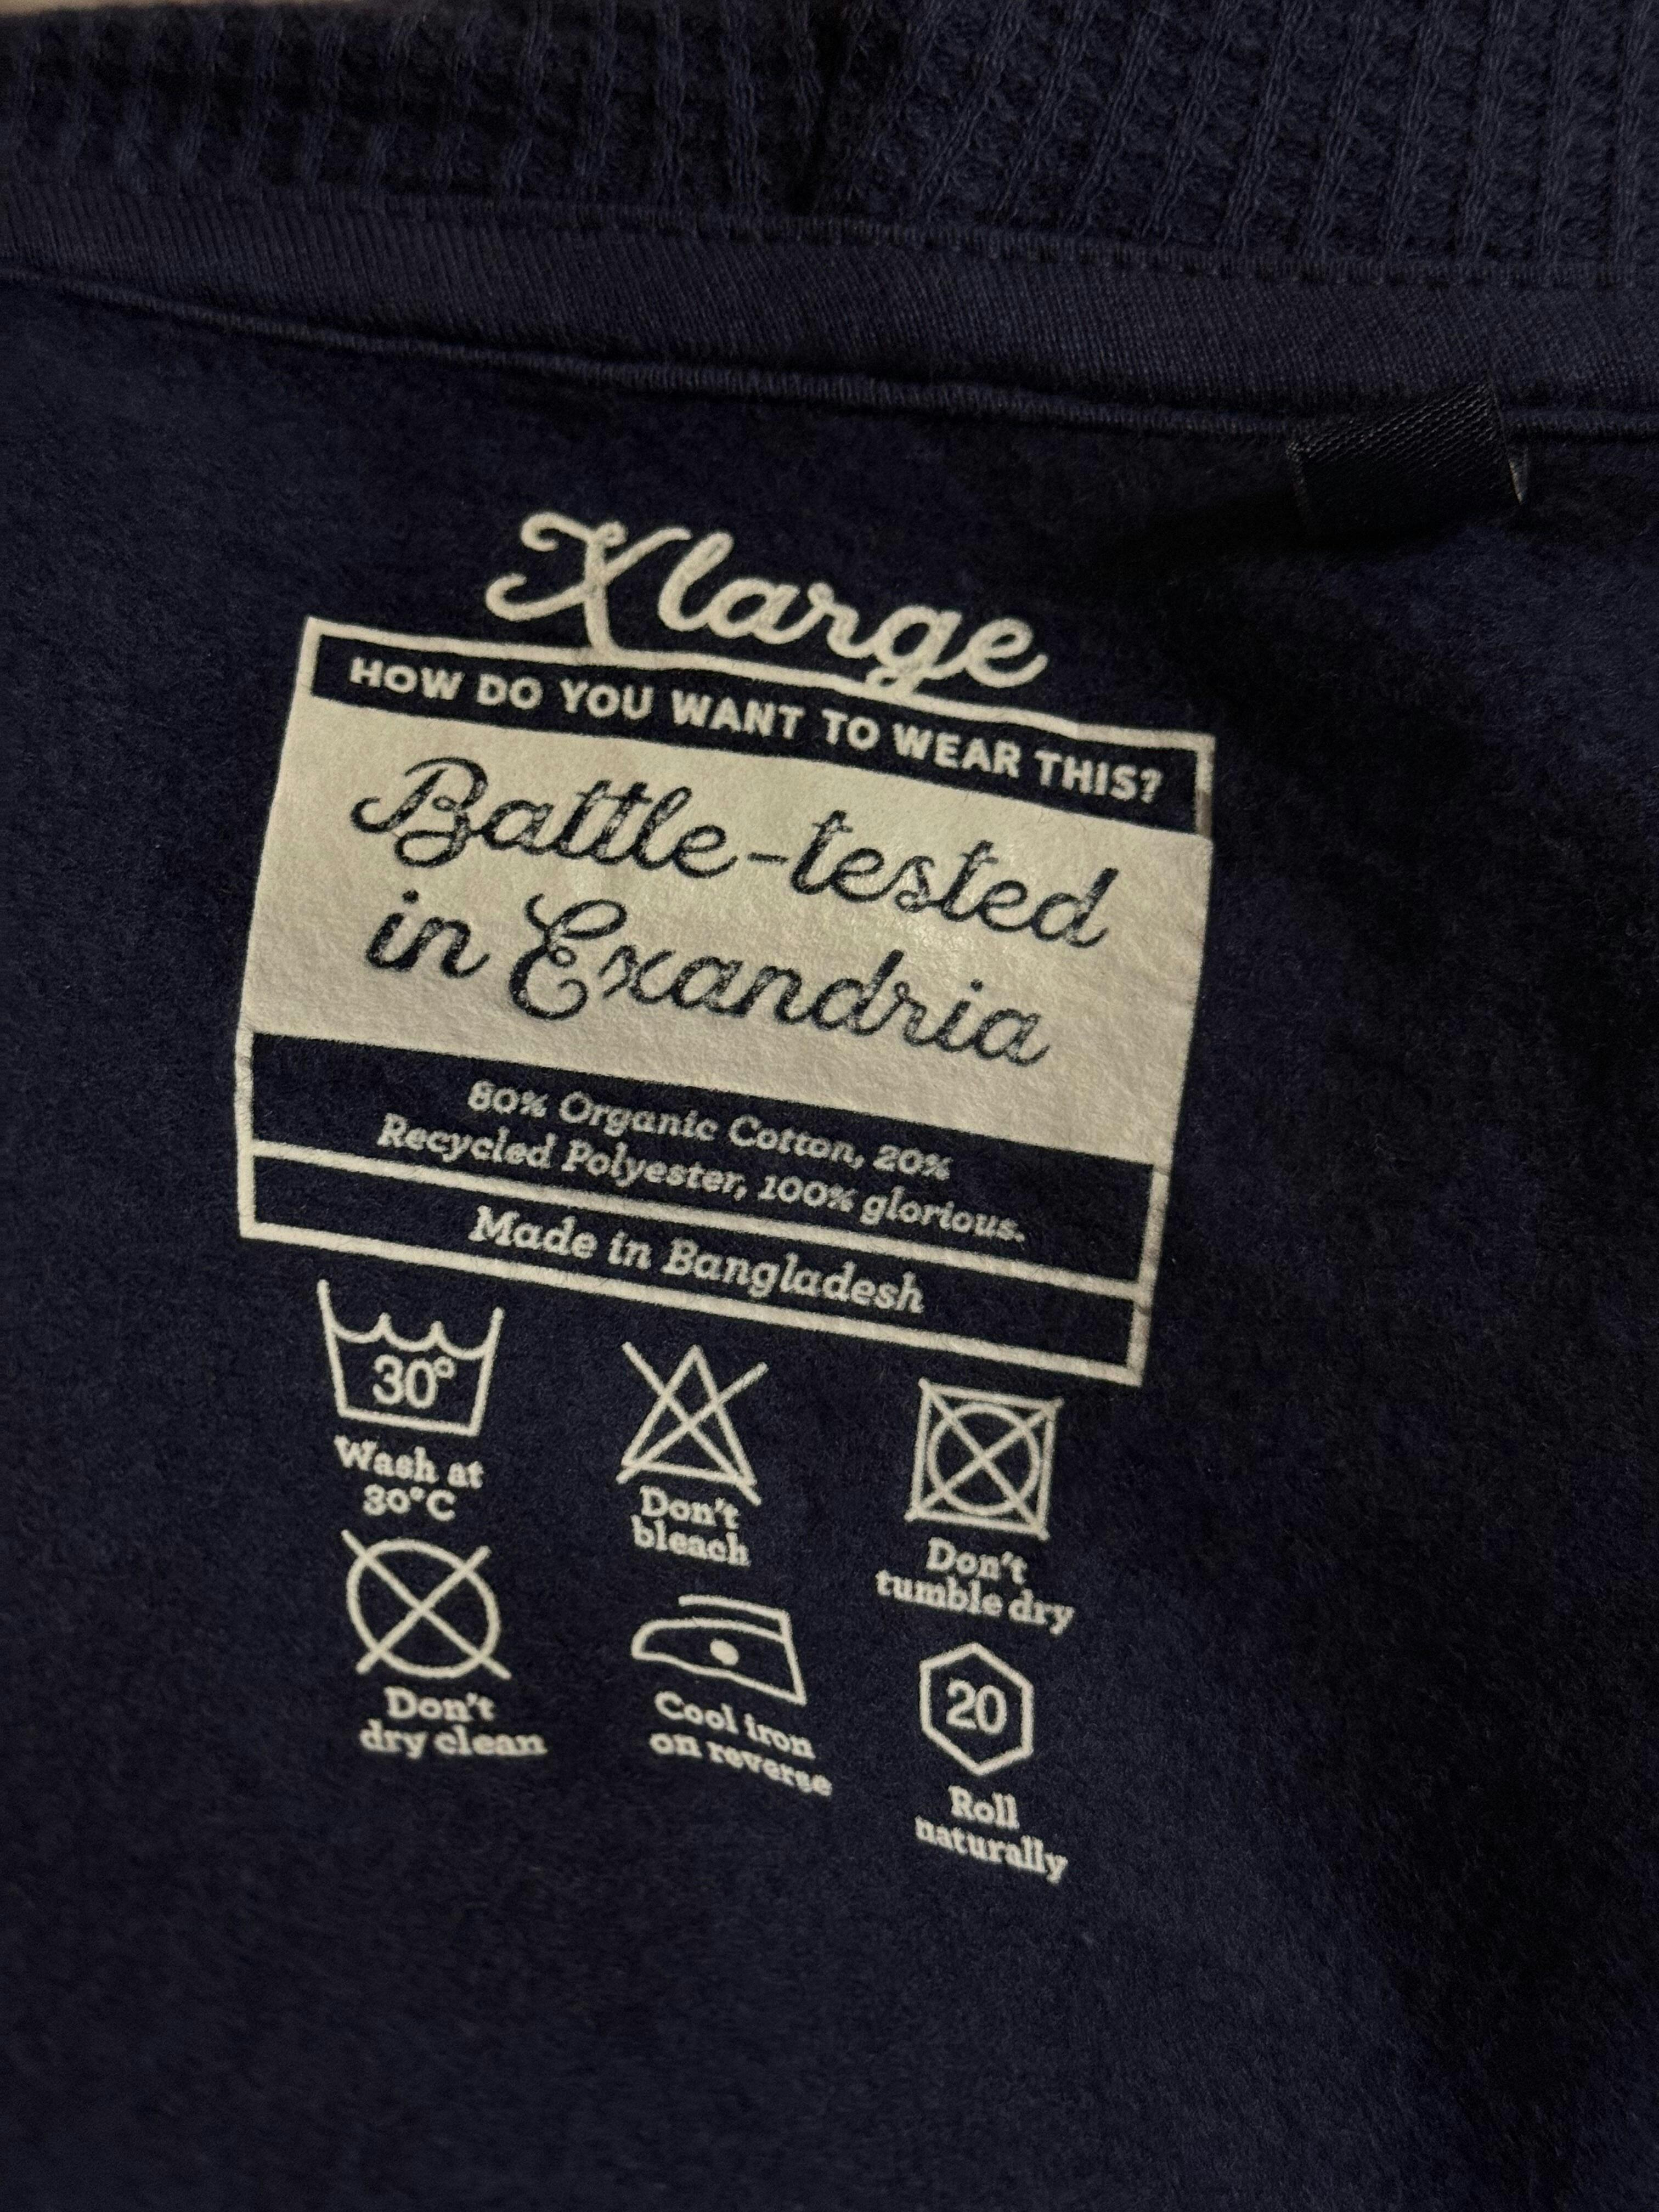 Xlarge
HOW DO YOU WANT TO WEAR THIS?
Battle-tested
in Exandria
80% Organic Cotton, 20%
Recycled Polyester, 100% glorious.
Made in Bangladesh
30°
Wash at
30°C
Don't
bleach
Don't
tumble dry
Don't
dry clean
Cool iron
on reverse
20
Roll
naturally